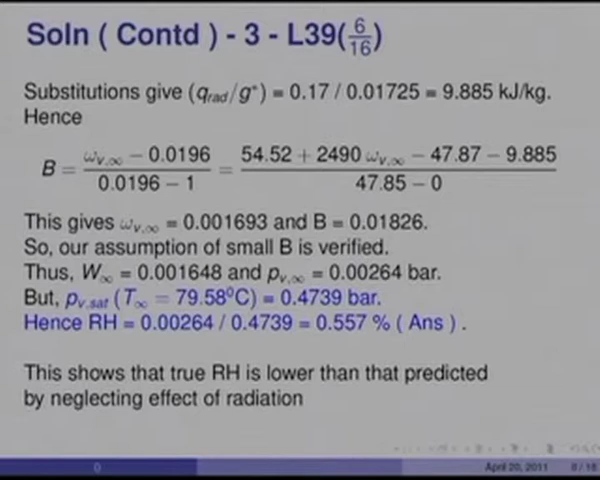 Soln ( Contd ) - 3 - L39(6/16)
Substitutions give (q_rad/g*) = 0.17 / 0.01725 = 9.885 kJ/kg.
Hence
B = (ω_v,∞ − 0.0196)/(0.0196 − 1) = (54.52 + 2490 ω_v,∞ − 47.87 − 9.885)/(47.85 − 0)
This gives ω_v,∞ = 0.001693 and B = 0.01826.
So, our assumption of small B is verified.
Thus, W_∞ = 0.001648 and p_v,∞ = 0.00264 bar.
But, p_v,sat (T_∞ = 79.58⁰C) = 0.4739 bar.
Hence RH = 0.00264 / 0.4739 = 0.557 % ( Ans ) .
This shows that true RH is lower than that predicted
by neglecting effect of radiation
()
April 20, 2011 8 / 18